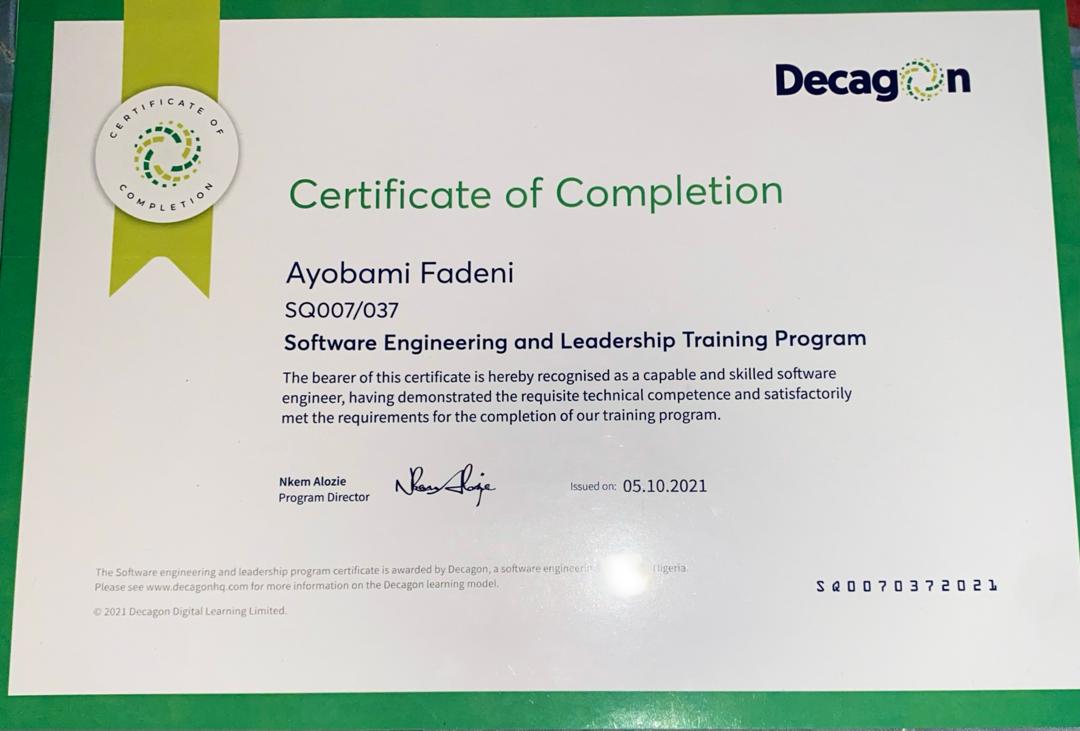 CERTIFICATE OF
COMPLETION
Decagon
Certificate of Completion
Ayobami Fadeni
SQ007/037
Software Engineering and Leadership Training Program
The bearer of this certificate is hereby recognised as a capable and skilled software
engineer, having demonstrated the requisite technical competence and satisfactorily
met the requirements for the completion of our training program.
Nkem Alozie
Program Director
Nkem Alozie
Issued on: 05.10.2021
The Software engineering and leadership program certificate is awarded by Decagon, a software
Please see www.decagonhq.com for more information on the Decagon learning model.
© 2021 Decagon Digital Learning Limited.
SQ0070372021